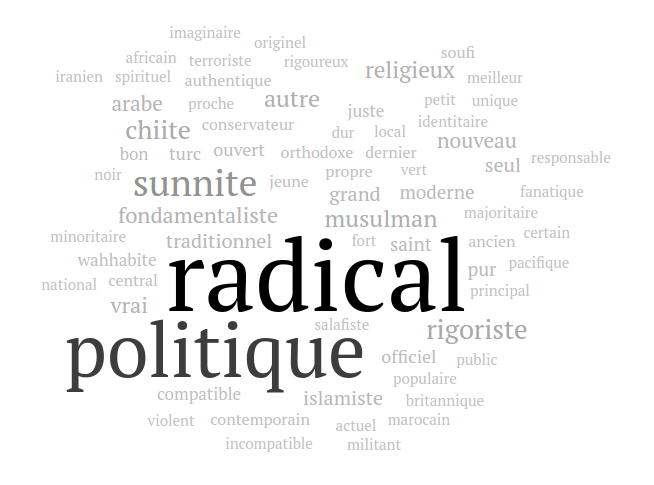 imaginaire
originel
soufi
africain terroriste rigoureux
religieux meilleur
iranien spirituel authentique
arabe proche autre juste petit unique
chiite conservateur dur local identitaire
nouveau
bon turc ouvert orthodoxe dernier
seul responsable
noir sunnite jeune propre vert
grand moderne fanatique
fondamentaliste musulman majoritaire
minoritaire traditionnel fort saint ancien certain
wahhabite radical pur pacifique
national central principal
vrai
politique salafiste rigoriste
officiel public
populaire
compatible islamiste britannique
violent contemporain actuel marocain
incompatible militant